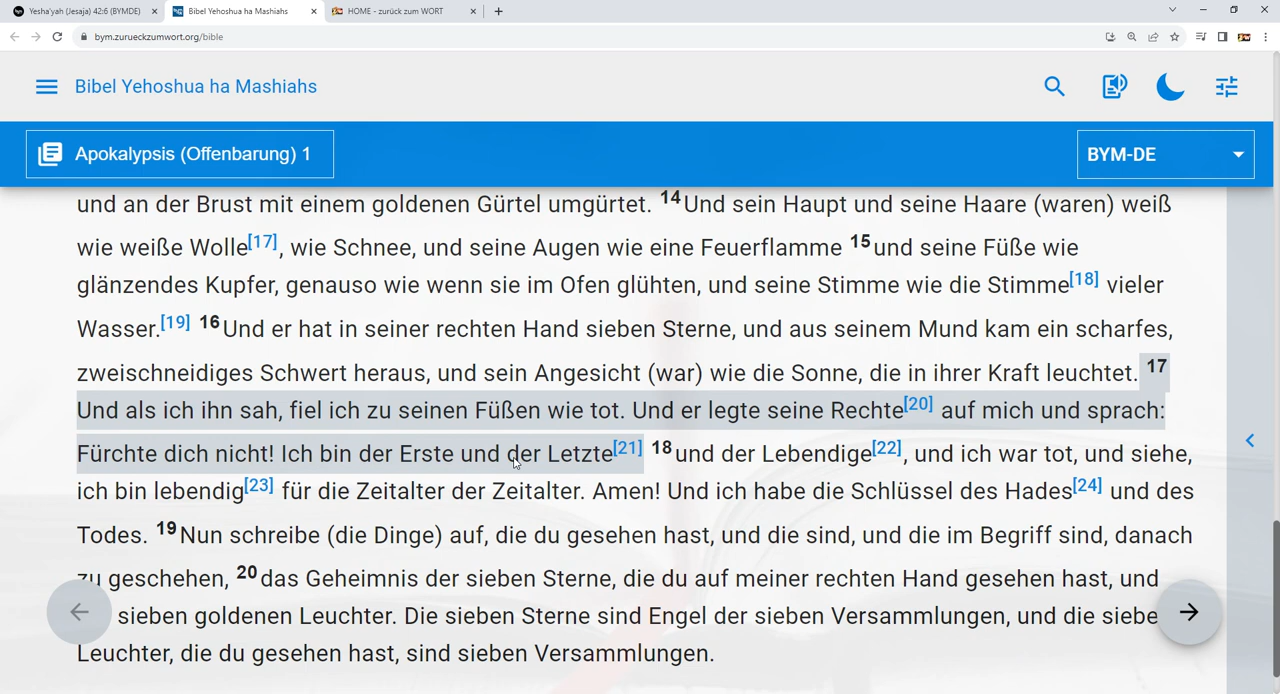 Yesha'yah (Jesaja) 42:6 (BYMDE)
Bibel Yehoshua ha Mashiahs
HOME - zurück zum WORT
bym.zurueckzumwort.org/bible
Bibel Yehoshua ha Mashiahs
Apokalypsis (Offenbarung) 1
BYM-DE
und an der Brust mit einem goldenen Gürtel umgürtet. 14 Und sein Haupt und seine Haare (waren) weiß
wie weiße Wolle[17], wie Schnee, und seine Augen wie eine Feuerflamme 15 und seine Füße wie
glänzendes Kupfer, genauso wie wenn sie im Ofen glühten, und seine Stimme wie die Stimme[18] vieler
Wasser.[19] 16 Und er hat in seiner rechten Hand sieben Sterne, und aus seinem Mund kam ein scharfes,
zweischneidiges Schwert heraus, und sein Angesicht (war) wie die Sonne, die in ihrer Kraft leuchtet. 17
Und als ich ihn sah, fiel ich zu seinen Füßen wie tot. Und er legte seine Rechte[20] auf mich und sprach:
Fürchte dich nicht! Ich bin der Erste und der Letzte[21] 18 und der Lebendige[22], und ich war tot, und siehe,
ich bin lebendig[23] für die Zeitalter der Zeitalter. Amen! Und ich habe die Schlüssel des Hades[24] und des
Todes. 19 Nun schreibe (die Dinge) auf, die du gesehen hast, und die sind, und die im Begriff sind, danach
zu geschehen, 20 das Geheimnis der sieben Sterne, die du auf meiner rechten Hand gesehen hast, und
sieben goldenen Leuchter. Die sieben Sterne sind Engel der sieben Versammlungen, und die siebe
Leuchter, die du gesehen hast, sind sieben Versammlungen.